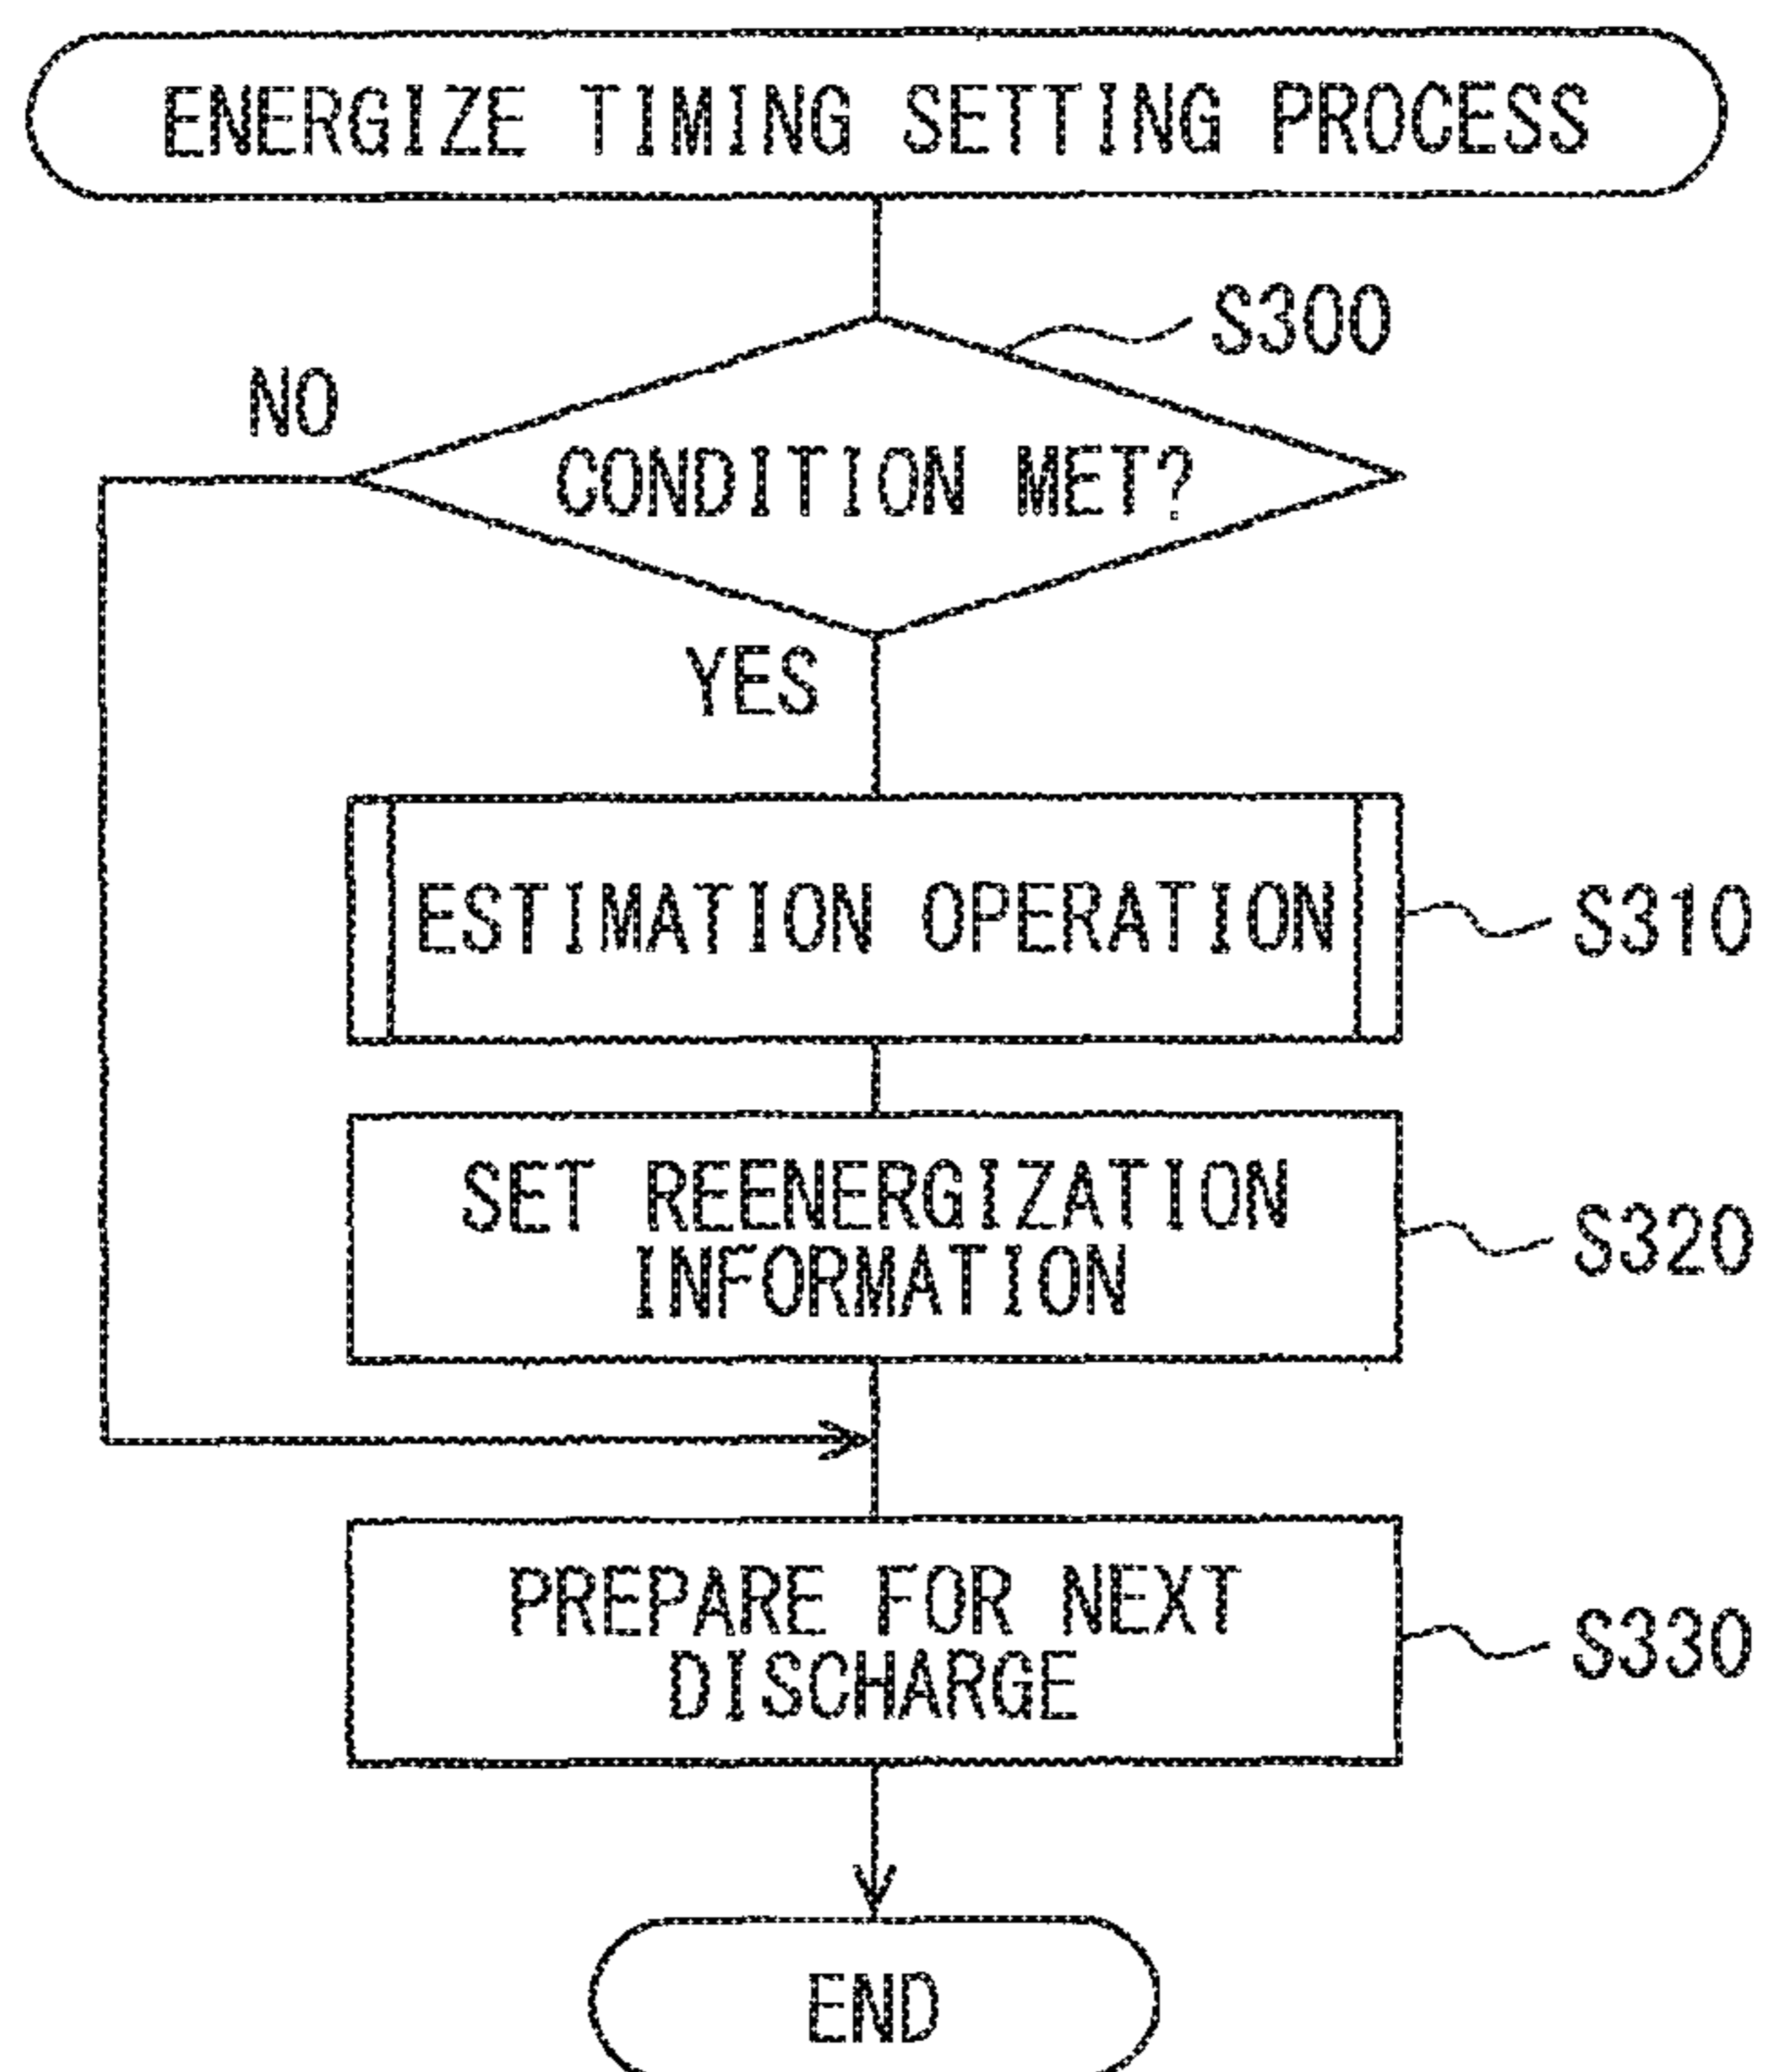 ENERGIZE TIMING SETTING PROCESS
S300
NO
CONDITION MET?
YES
ESTIMATION OPERATION
S310
SET REENERGIZATION
INFORMATION
S320
PREPARE FOR NEXT
DISCHARGE
S330
END